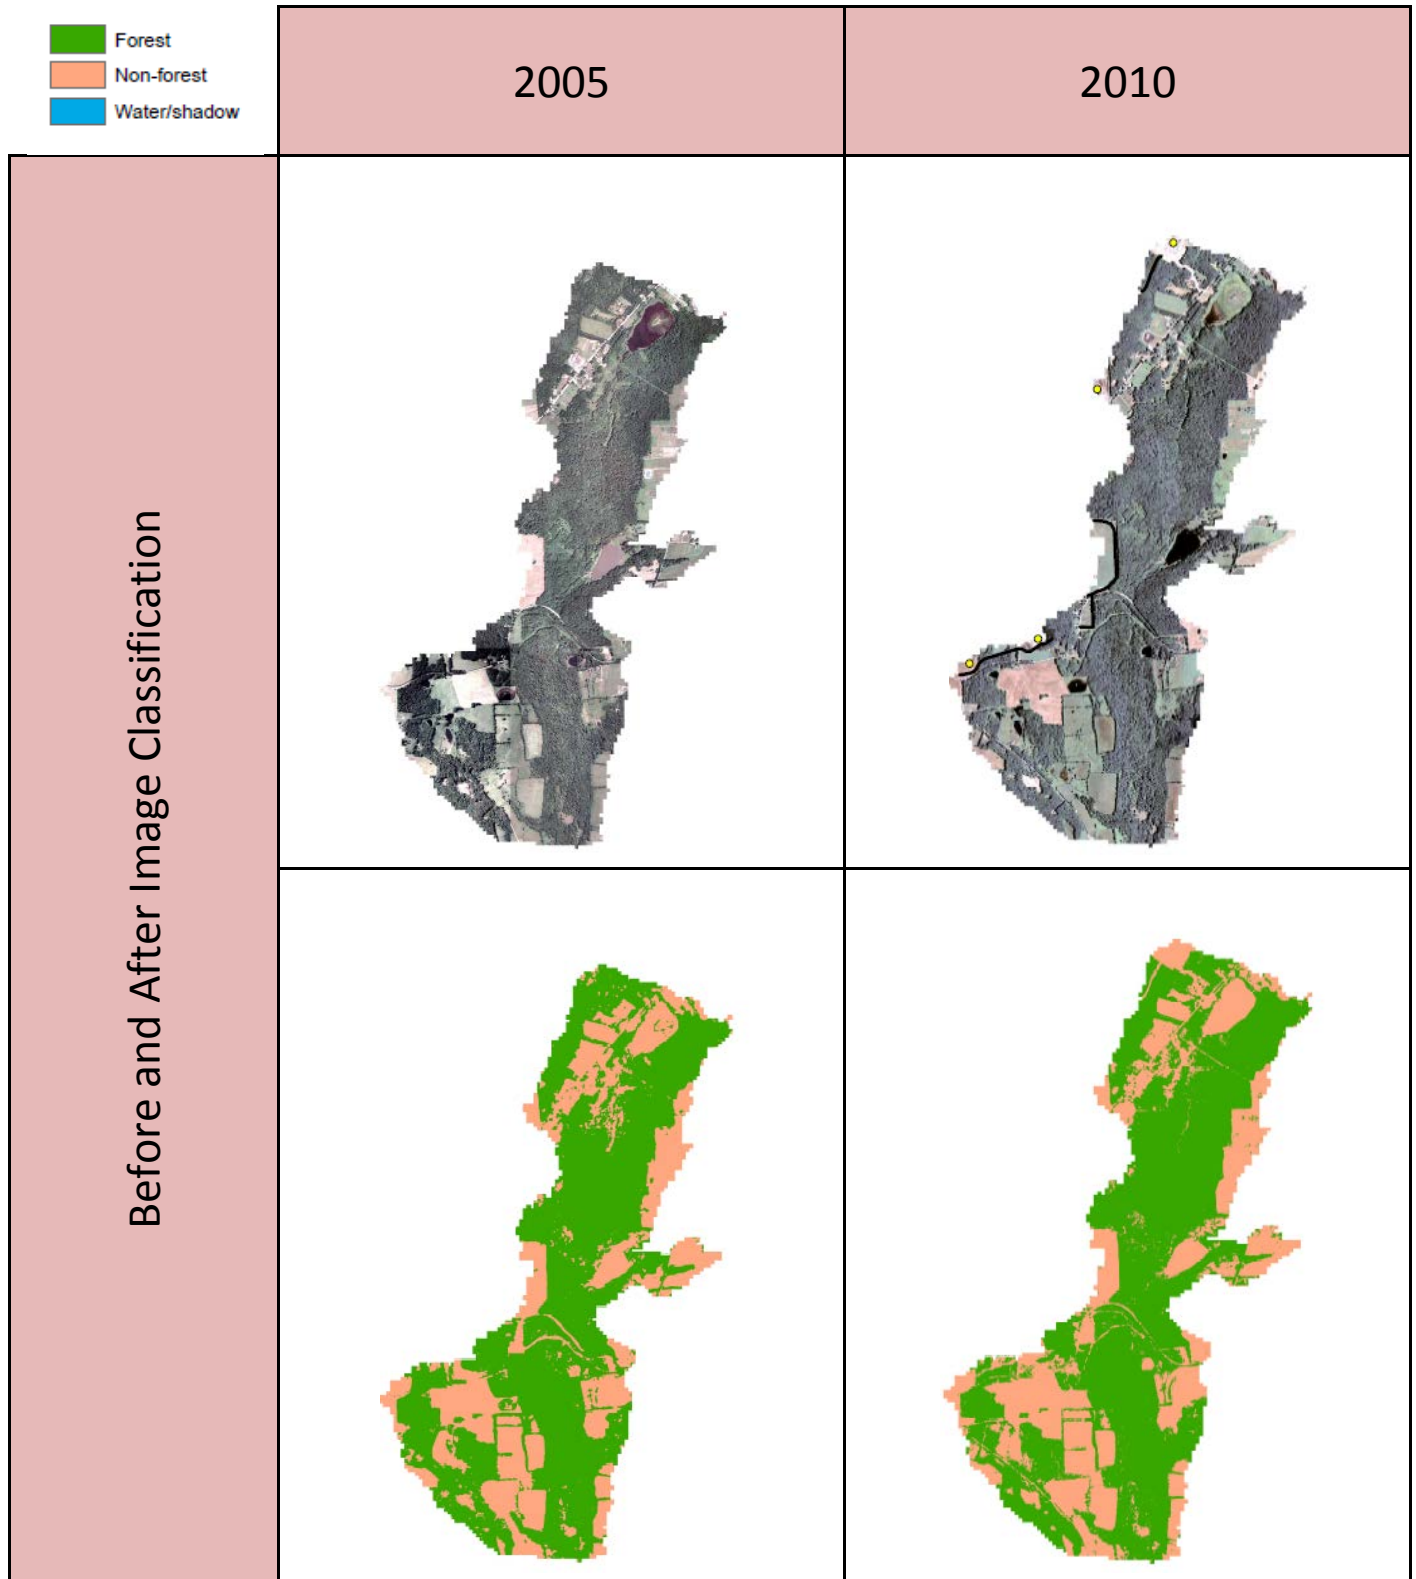 Forest
Non-forest
Water/shadow
2005
2010
Before and After Image Classification